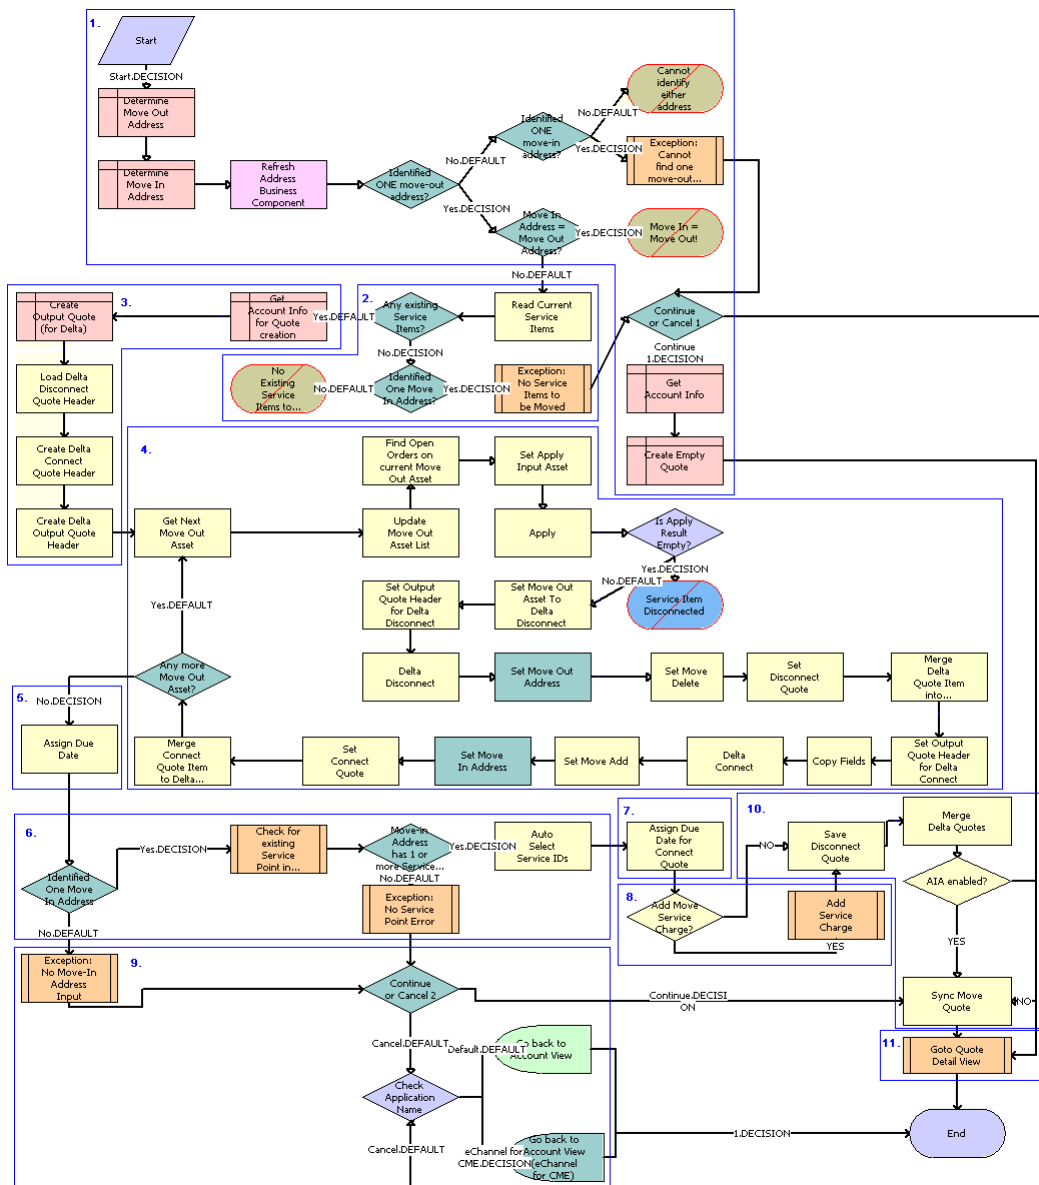 1.
Start
Start.DECISION
Determine
Move Out
Address
Determine
Move In
Address
Refresh
Address
Business
Component
Identified
ONE move-out
address?
No.DEFAULT
Yes.DECISION
Identified
ONE
move-in
address?
No.DEFAULT
Yes.DECISION
Cannot
identify
either
address
Exception:
Cannot
find one
move-out...
Move In
Address =
Move Out
Address?
Yes.DECISION
Move In =
Move Out!
No.DEFAULT
2.
Read Current
Service
Items
Any existing
Service
Items?
Yes.DEFAULT
No.DECISION
Identified
One Move
In Address?
No.DEFAULT
Yes.DECISION
No
Existing
Service
Items to...
Exception:
No Service
Items to
be Moved
Continue
or Cancel 1
Continue
1.DECISION
Get
Account Info
Create Empty
Quote
3.
Get
Account Info
for Quote
creation
Create
Output Quote
(for Delta)
Load Delta
Disconnect
Quote Header
Create Delta
Connect
Quote Header
Create Delta
Output Quote
Header
4.
Get Next
Move Out
Asset
Update
Move Out
Asset List
Find Open
Orders on
current Move
Out Asset
Set Apply
Input Asset
Apply
Is Apply
Result
Empty?
Yes.DECISION
No.DEFAULT
Service Item
Disconnected
Set Move Out
Asset To
Delta
Disconnect
Set Output
Quote Header
for Delta
Disconnect
Delta
Disconnect
Set Move Out
Address
Set Move
Delete
Set
Disconnect
Quote
Merge
Delta
Quote Item
into...
Set Output
Quote Header
for Delta
Connect
Copy Fields
Delta
Connect
Set Move Add
Set Move
In Address
Set
Connect
Quote
Merge
Connect
Quote Item
to Delta...
Any more
Move Out
Asset?
Yes.DEFAULT
No.DECISION
5.
Assign Due
Date
6.
Identified
One Move
In Address
Yes.DECISION
No.DEFAULT
Check for
existing
Service
Point in...
Move-in
Address
has 1 or
more Service...
Yes.DECISION
No.DEFAULT
Auto
Select
Service IDs
Exception:
No Service
Point Error
7.
Assign Due
Date for
Connect
Quote
8.
Add Move
Service
Charge?
NO
YES
Add
Service
Charge
10.
Save
Disconnect
Quote
Merge
Delta Quotes
AIA enabled?
YES
NO
Sync Move
Quote
9.
Exception:
No Move-In
Address
Input
Continue
or Cancel 2
Continue.DECISI
ON
Cancel.DEFAULT
Check
Application
Name
Default.DEFAULT
Go back to
Account View
eChannel for
CME.DECISION
Go back to
Account View
(eChannel
for CME)
Cancel.DEFAULT
1.DECISION
11.
Goto Quote
Detail View
End